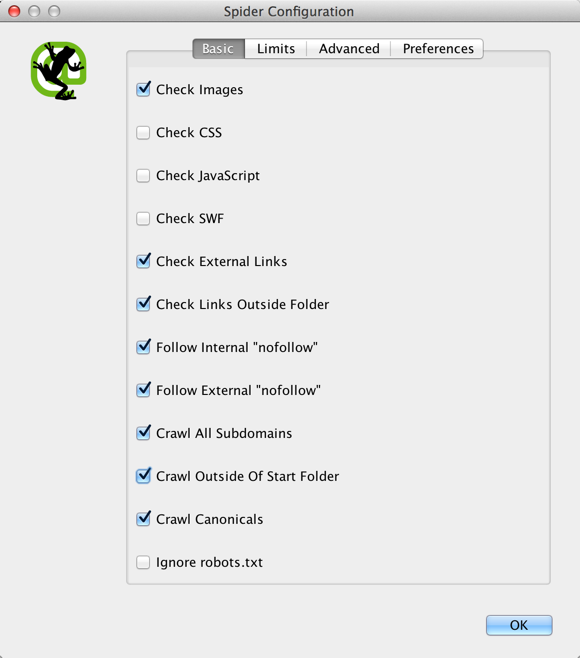 Spider Configuration
Basic Limits Advanced Preferences
Check Images
Check CSS
Check JavaScript
Check SWF
Check External Links
Check Links Outside Folder
Follow Internal "nofollow"
Follow External "nofollow"
Crawl All Subdomains
Crawl Outside Of Start Folder
Crawl Canonicals
Ignore robots.txt
OK